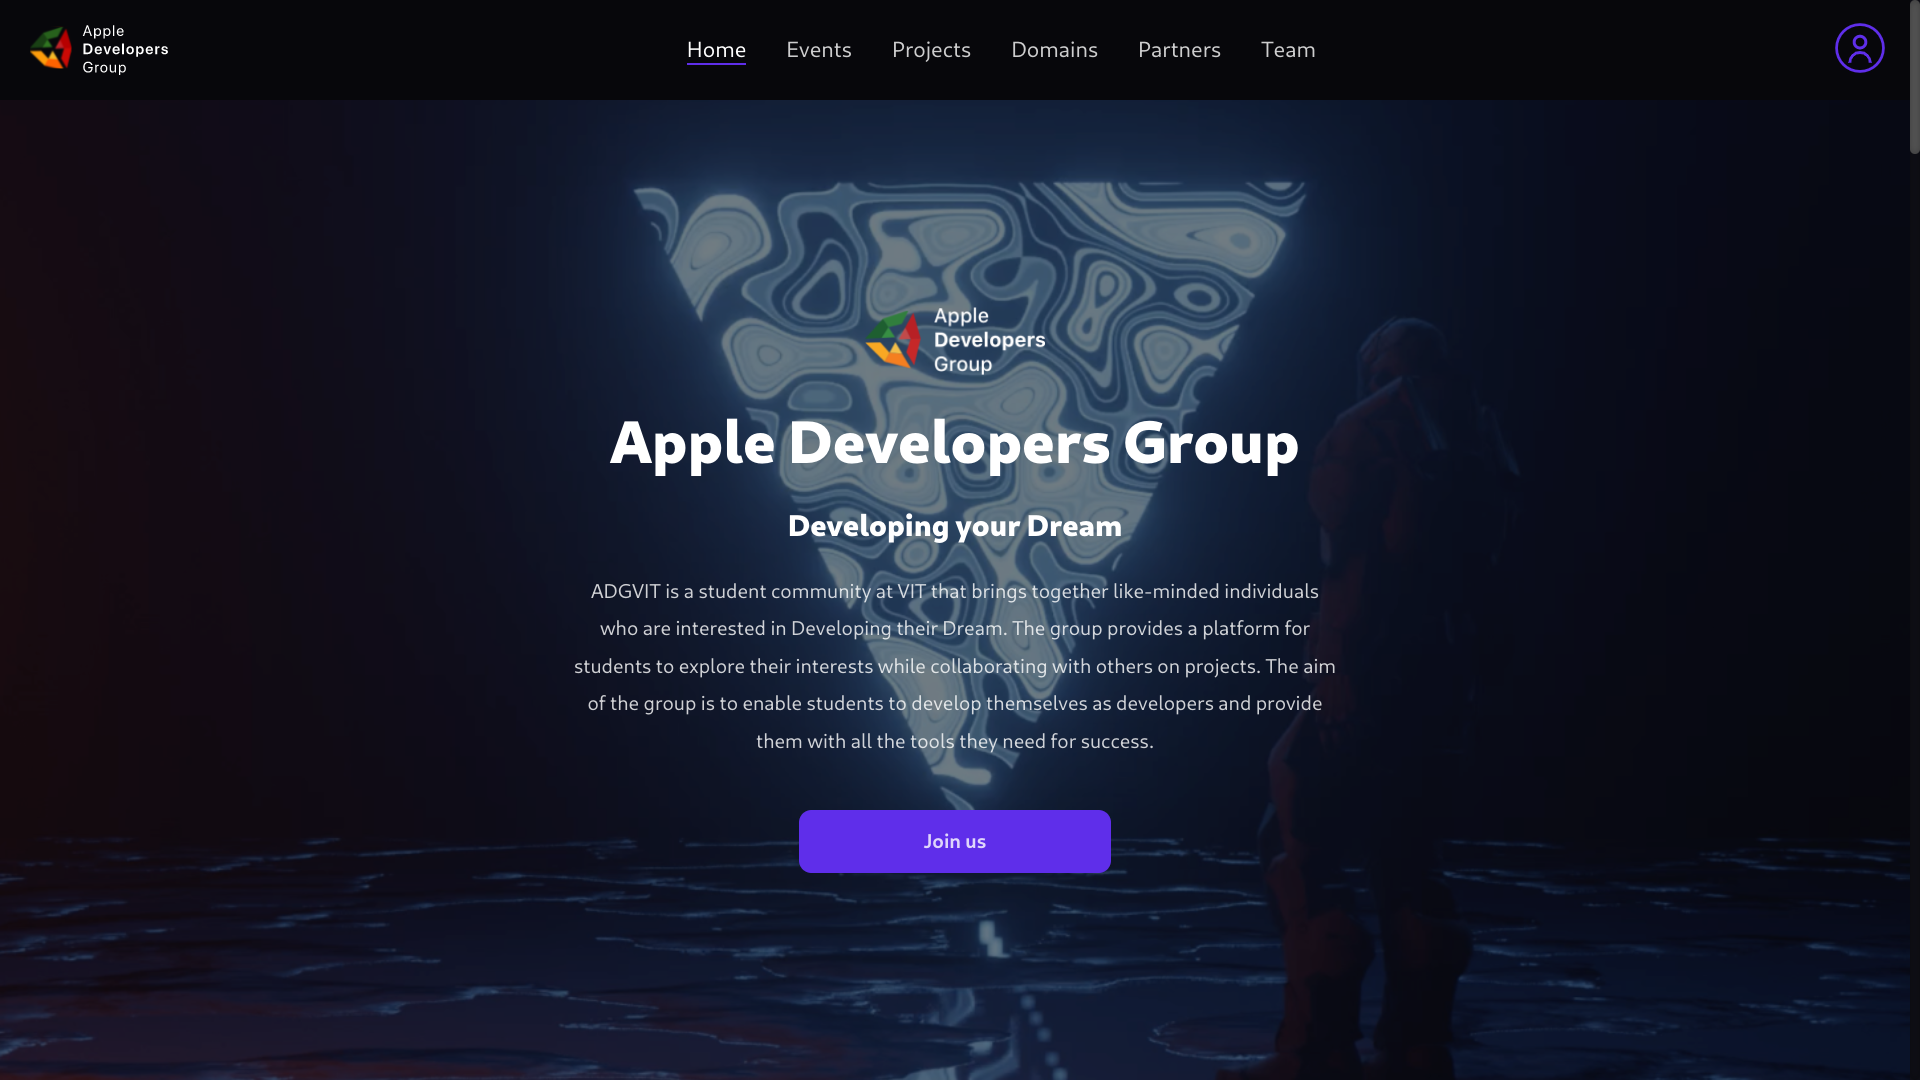 Apple
Developers
Group
Home
Events
Projects
Domains
Partners
Team
Apple
Developers
Group
Apple Developers Group
Developing your Dream
ADGVIT is a student community at VIT that brings together like-minded individuals
who are interested in Developing their Dream. The group provides a platform for
students to explore their interests while collaborating with others on projects. The aim
of the group is to enable students to develop themselves as developers and provide
them with all the tools they need for success.
Join us